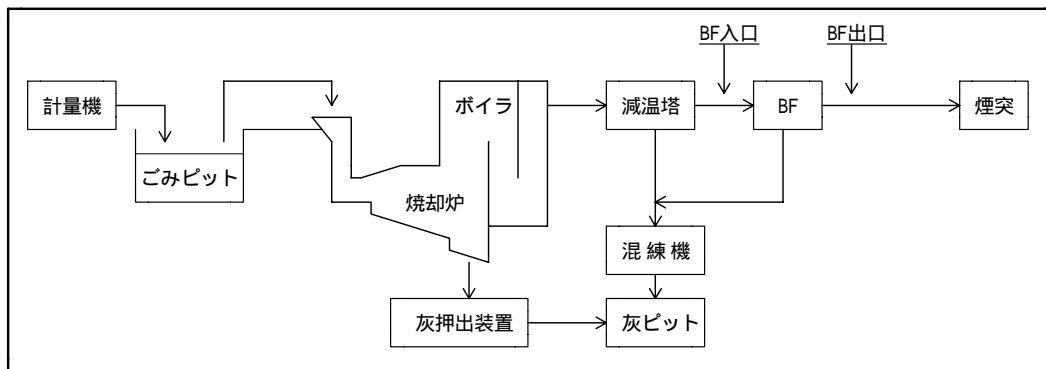 BF入口
BF出口
計量機
ボイラ
減温塔
BF
煙突
ごみピット
焼却炉
混練機
灰押出装置
灰ピット